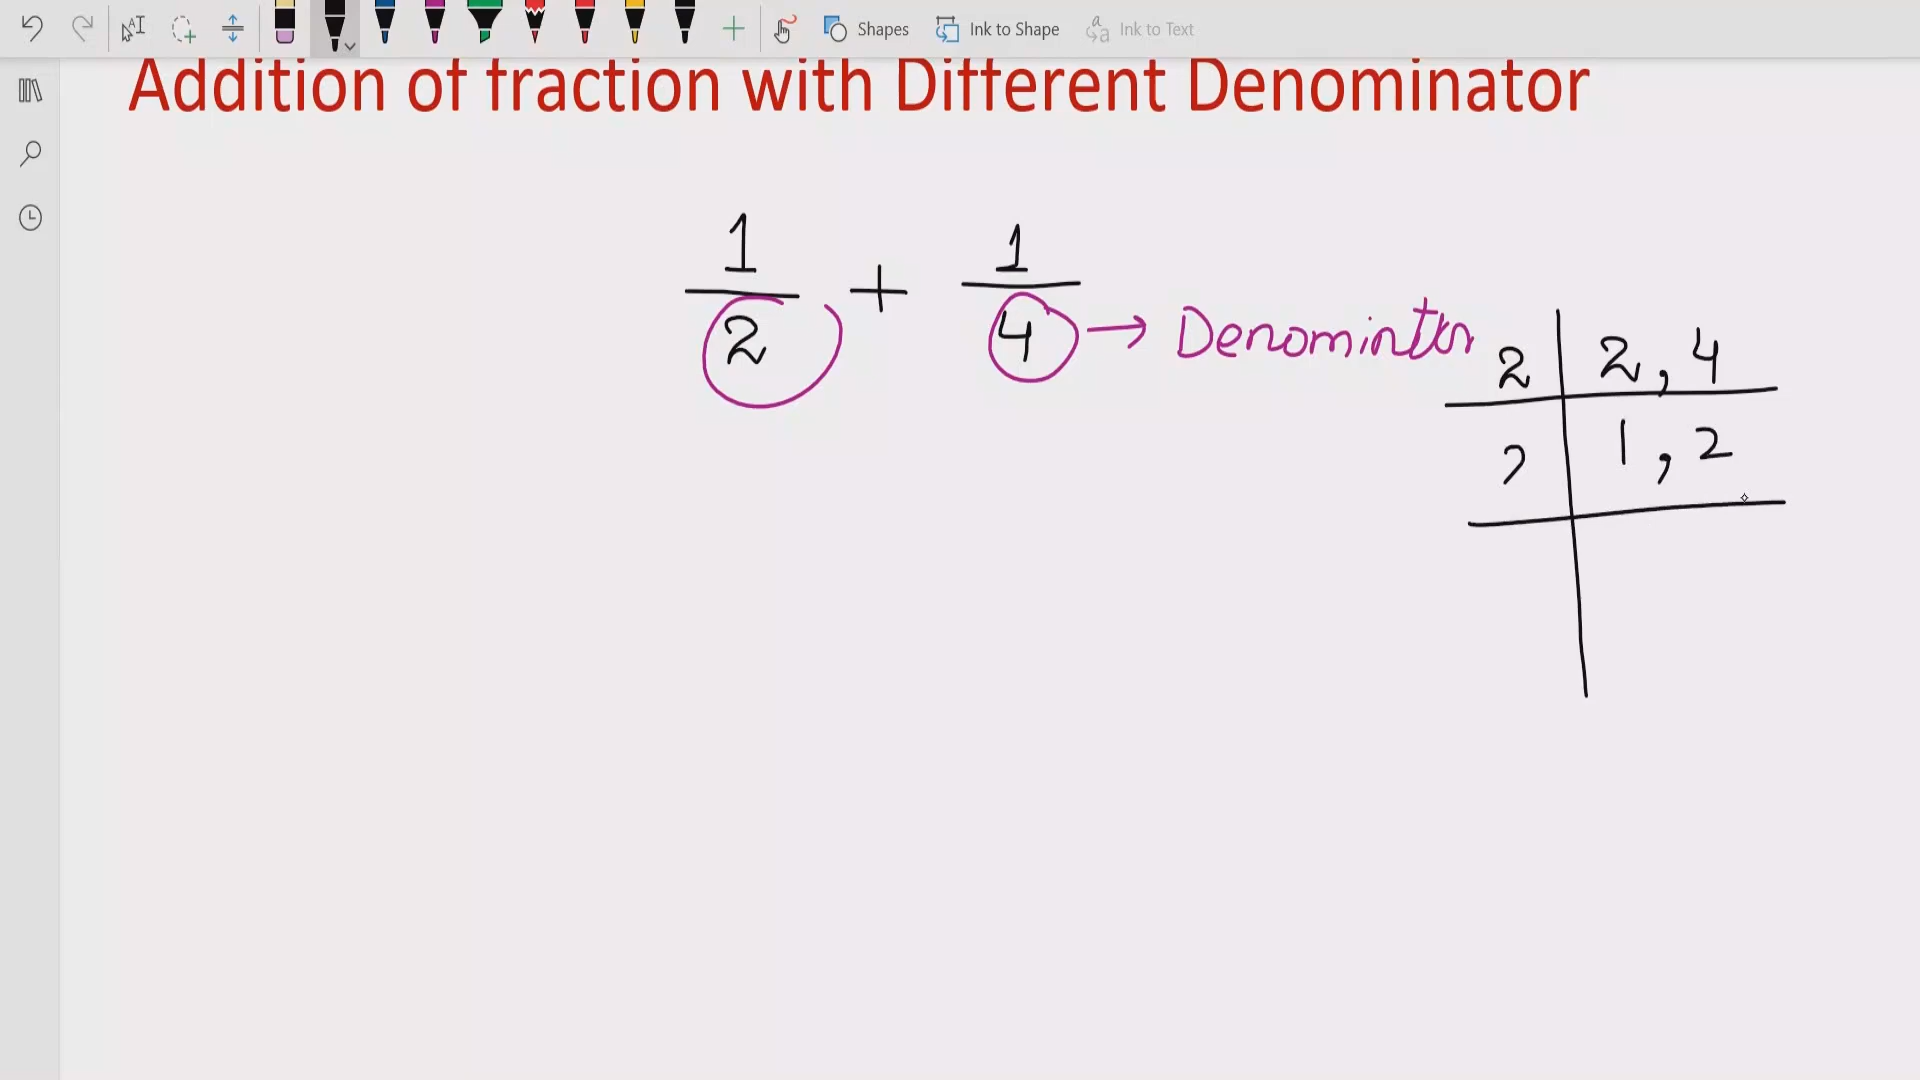 Shapes Ink to Shape Ink to Text
Addition of fraction with Different Denominator
1/2 + 1/4 → Denomintor
2 | 2, 4
2 | 1, 2